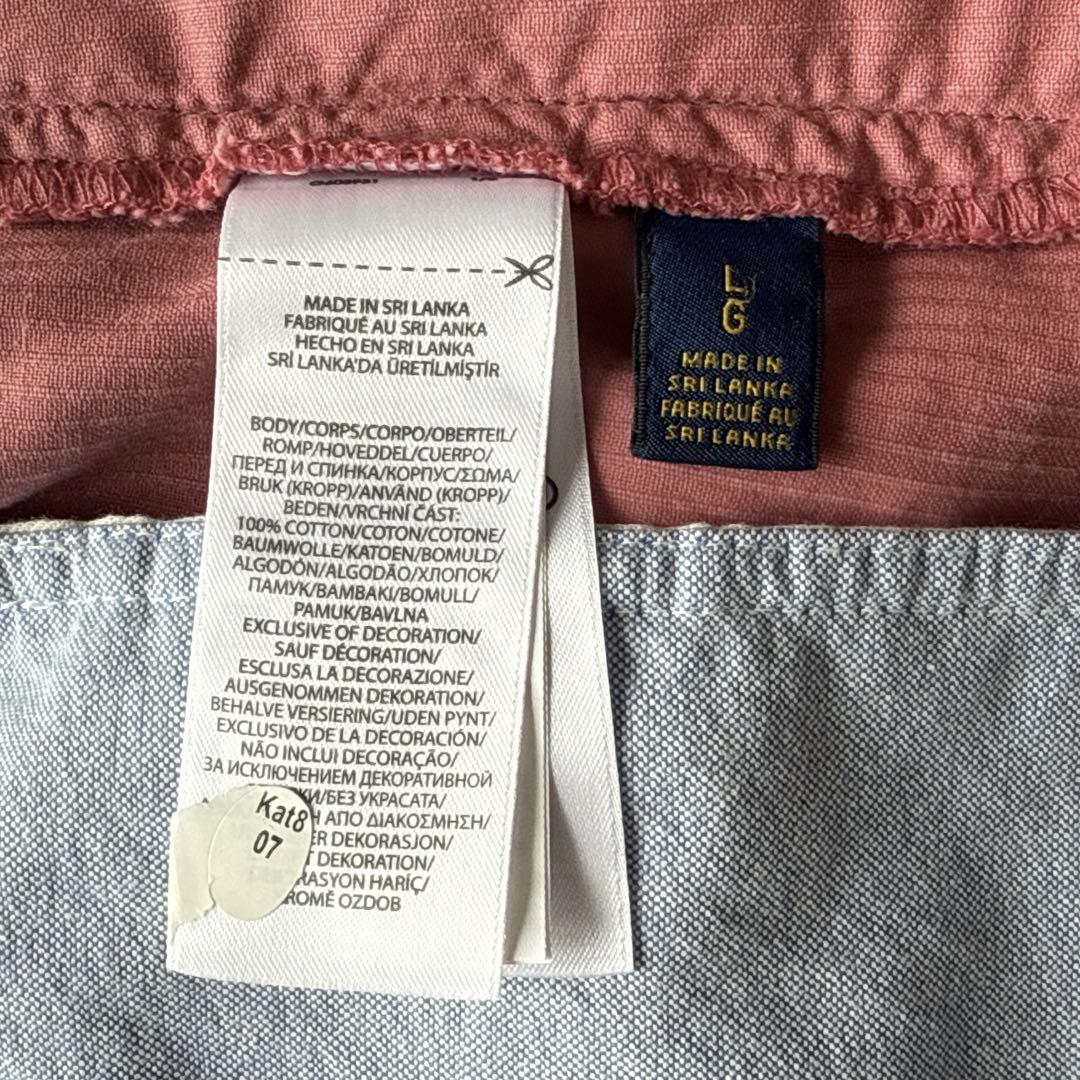 MADE IN SRI LANKA
FABRIQUÉ AU SRI LANKA
HECHO EN SRI LANKA
SRİ LANKA'DA ÜRETİLMİŞTİR
BODY/CORPS/CORPO/OBERTEIL/
ROMP/HOVEDDEL/CUERPO/
ПЕРЕД И СПИНКА/КОРПУС/ΣΩΜΑ/
BRUK (KROPP)/ANVÄND (KROPP)/
BEDEN/VRCHNÍ ČÁST:
100% COTTON/COTON/COTONE/
BAUMWOLLE/KATOEN/BOMULD/
ALGODÓN/ALGODÃO/ХЛОПОК/
ПАМУК/ΒΑΜΒΑΚΙ/BOMULL/
PAMUK/BAVLNA
EXCLUSIVE OF DECORATION/
SAUF DÉCORATION/
ESCLUSA LA DECORAZIONE/
AUSGENOMMEN DEKORATION/
BEHALVE VERSIERING/UDEN PYNT/
EXCLUSIVO DE LA DECORACIÓN/
NÃO INCLUI DECORAÇÃO/
ЗА ИСКЛЮЧЕНИЕМ ДЕКОРАТИВНОЙ
КИ/БЕЗ УКРАСАТА/
Η ΑΠΟ ΔΙΑΚΟΣΜΗΣΗ/
ER DEKORASJON/
T DEKORATION/
RASYON HARİÇ/
ROMĚ OZDOB
Kat8
07
L
G
MADE IN
SRI LANKA
FABRIQUÉ AU
SRI LANKA